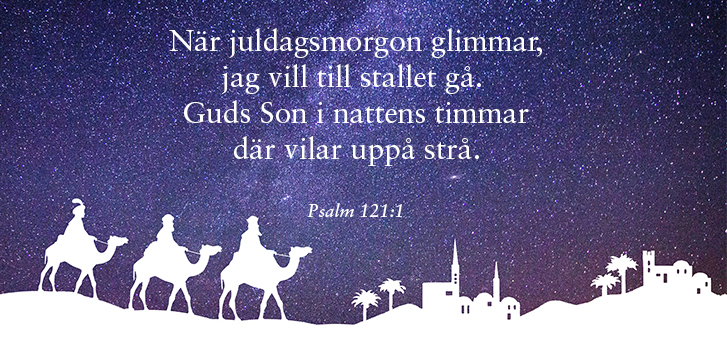 När juldagsmorgon glimmar,
jag vill till stallet gå.
Guds Son i nattens timmar
där vilar uppå strå.
Psalm 121:1